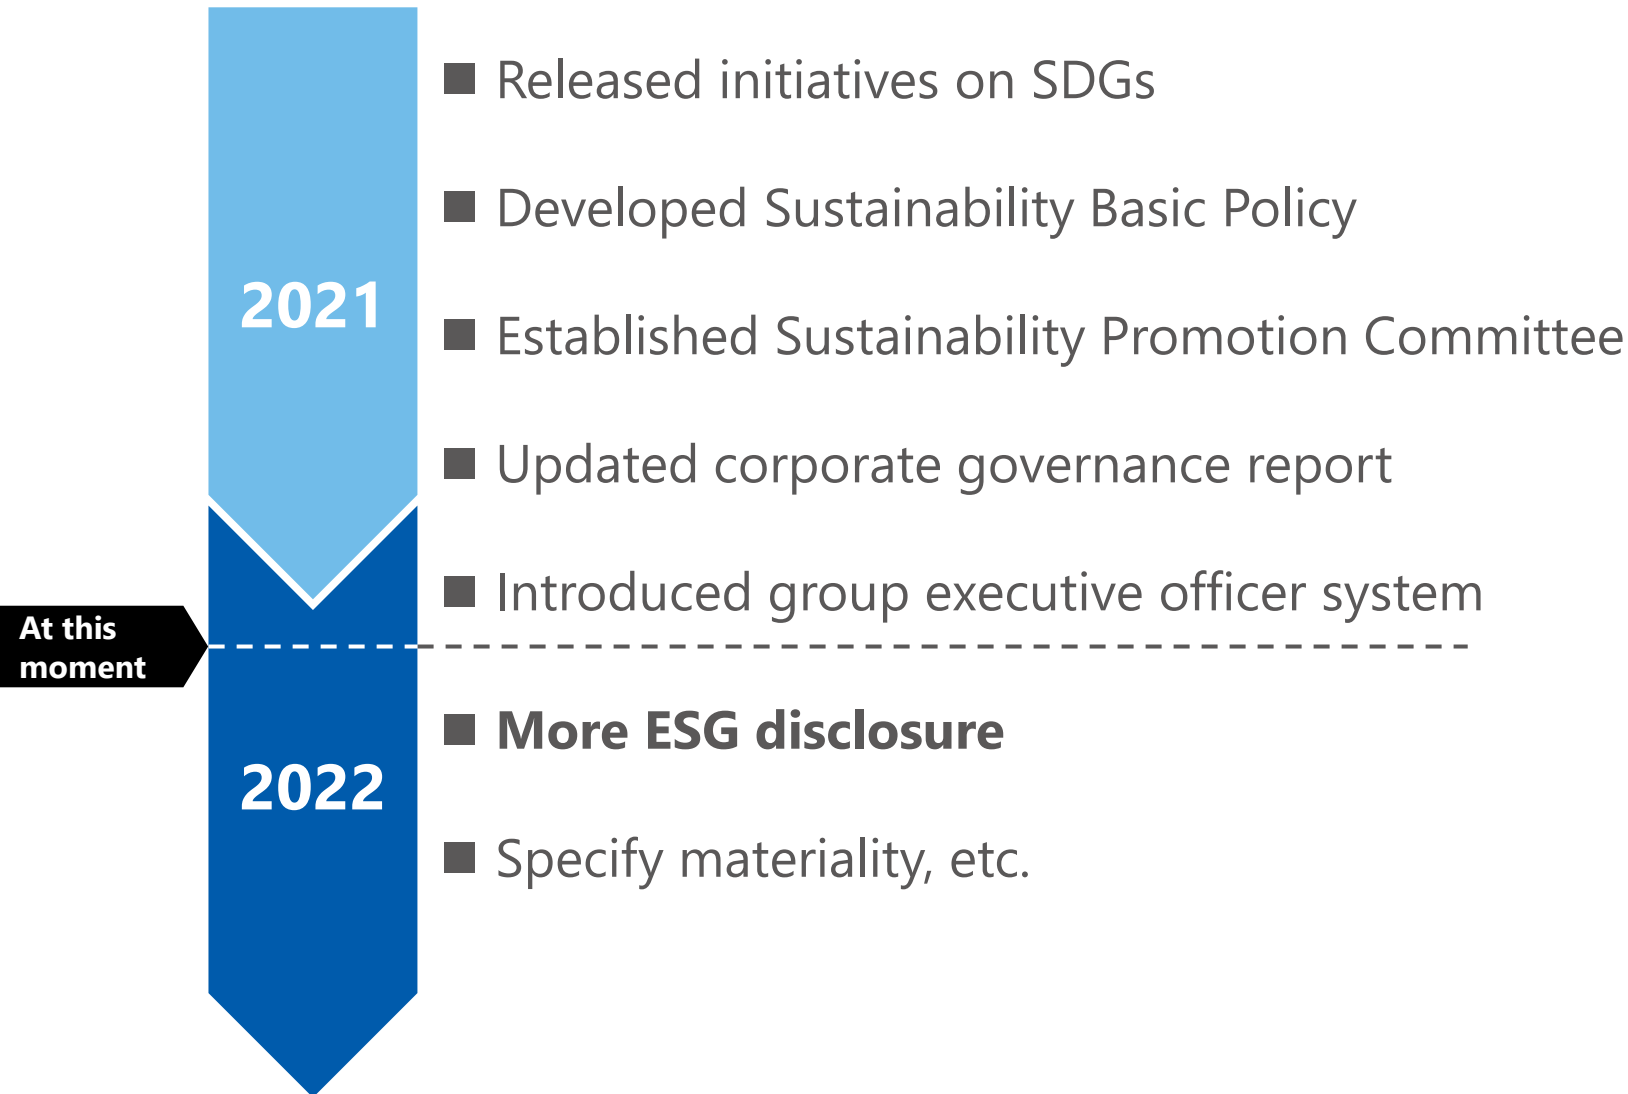 ■ Released initiatives on SDGs
■ Developed Sustainability Basic Policy
2021
■ Established Sustainability Promotion Committee
■ Updated corporate governance report
■ Introduced group executive officer system
At this
moment
■ More ESG disclosure
2022
■ Specify materiality, etc.